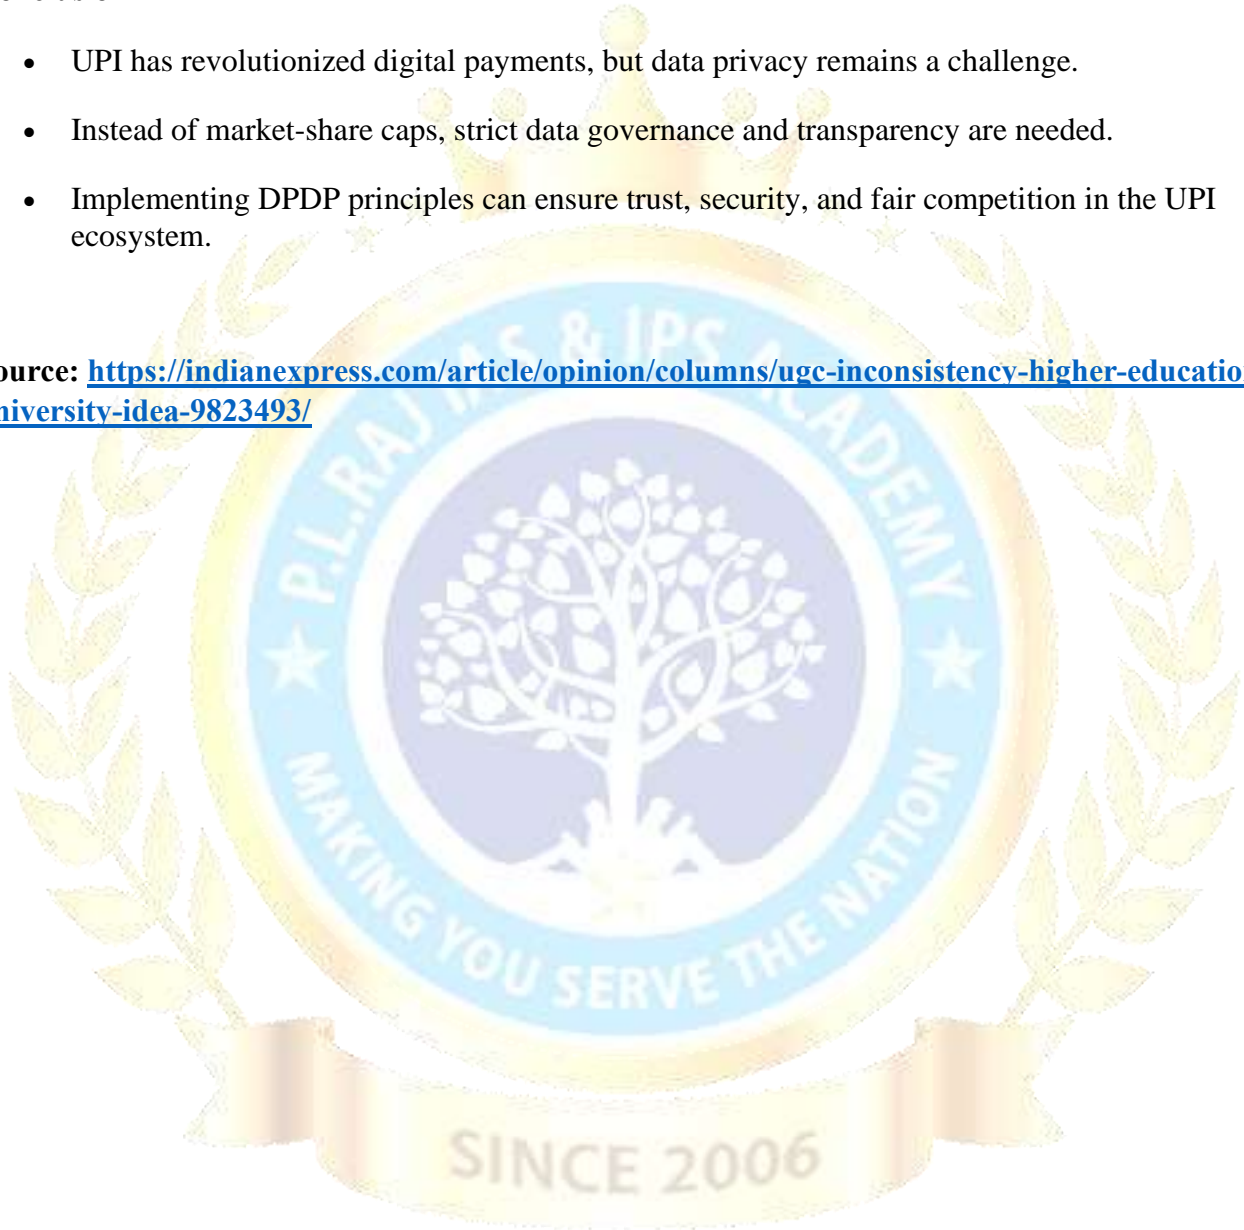 • UPI has revolutionized digital payments, but data privacy remains a challenge.
• Instead of market-share caps, strict data governance and transparency are needed.
• Implementing DPDP principles can ensure trust, security, and fair competition in the UPI
ecosystem.
ource: https://indianexpress.com/article/opinion/columns/ugc-inconsistency-higher-educatio
niversity-idea-9823493/
P.L.RAJ IAS & IPS ACADEMY
MAKING YOU SERVE THE NATION
SINCE 2006